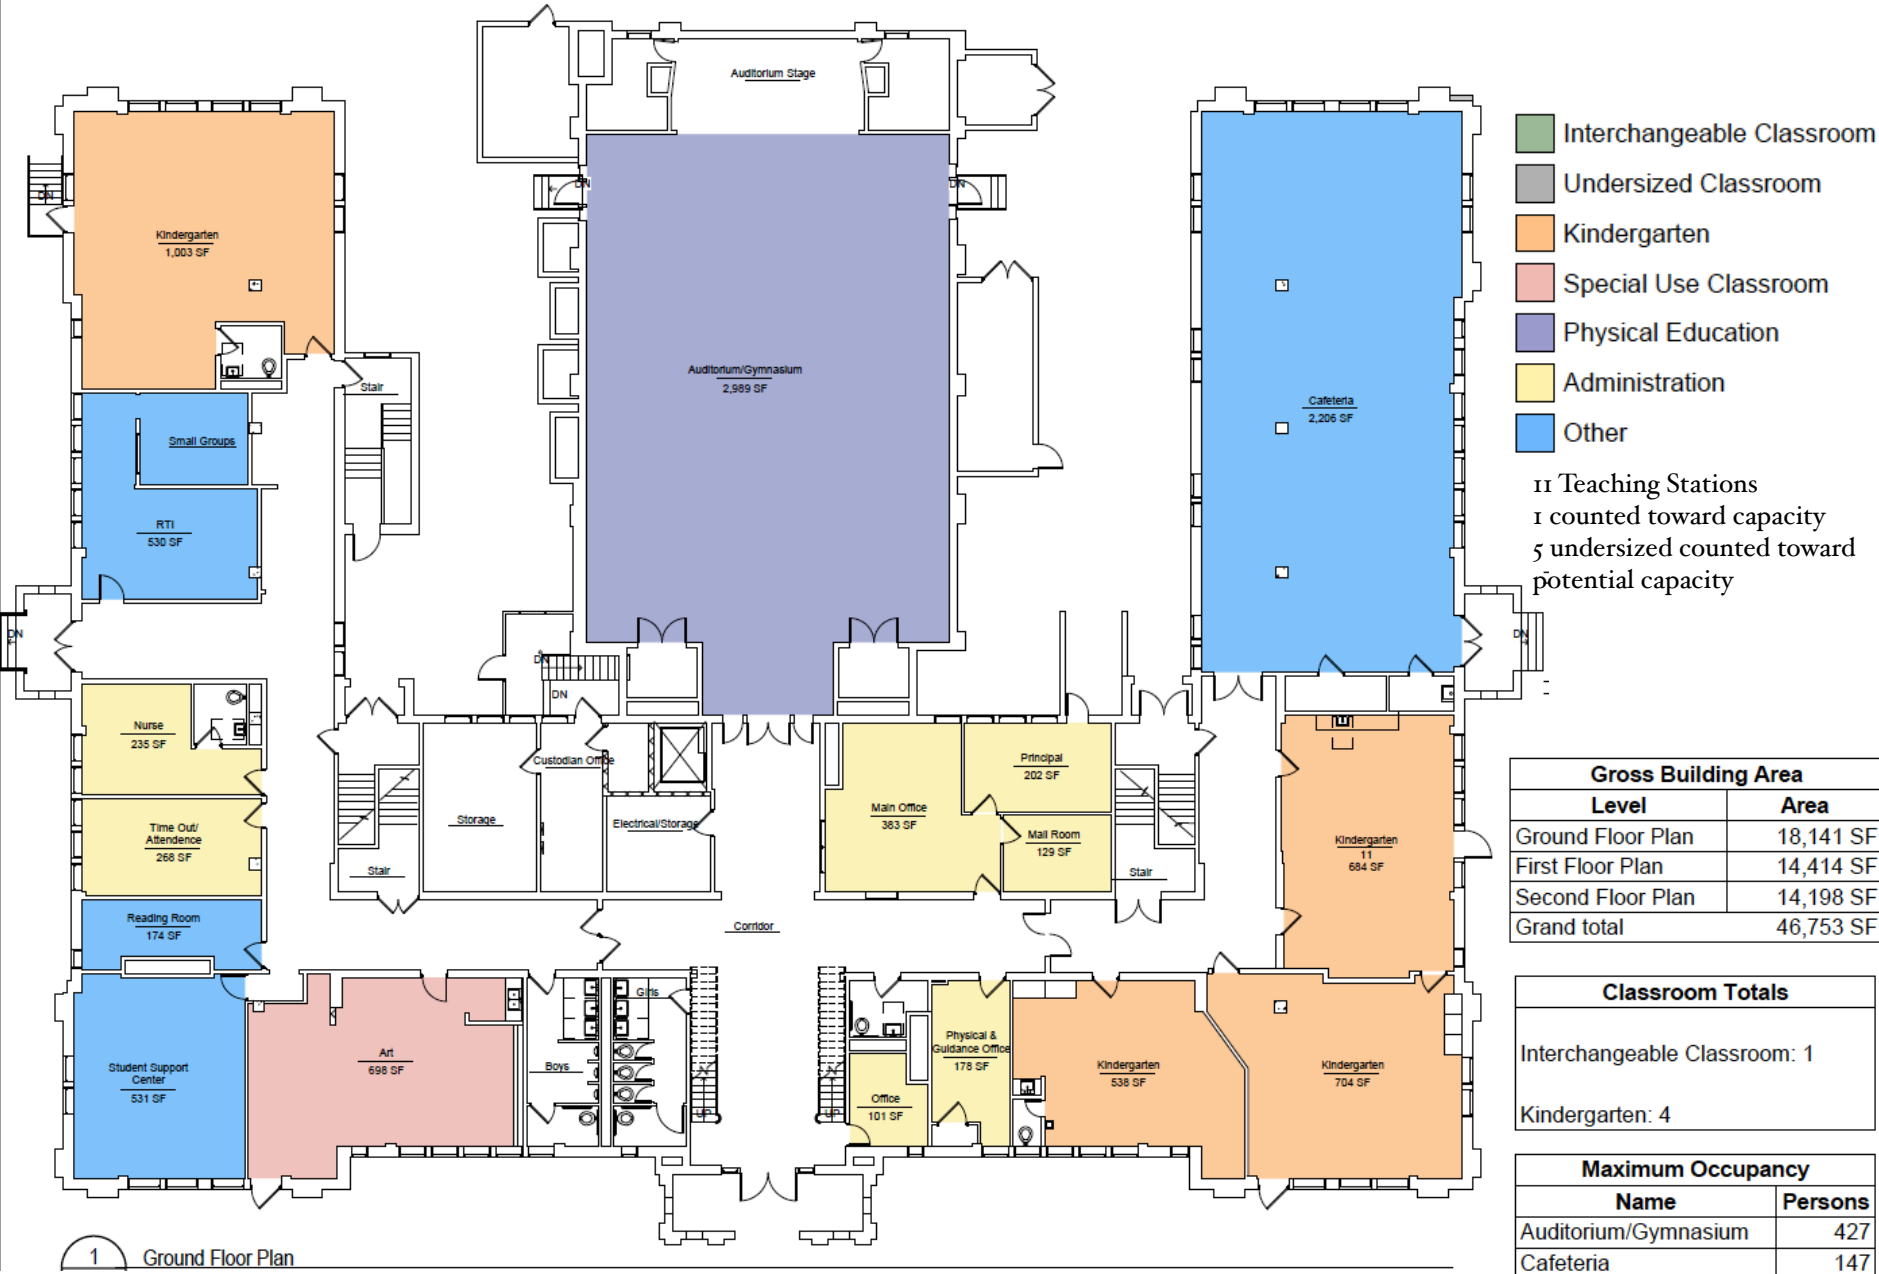 Auditorium Stage
Kindergarten
1,003 SF
DN
DN
DN
Stair
Auditorium/Gymnasium
2,989 SF
Cafeteria
2,206 SF
Small Groups
RTI
530 SF
DN
DN
DN
DN
Nurse
235 SF
Custodian Office
Principal
202 SF
Time Out/
Attendence
268 SF
Storage
Electrical/Storage
Main Office
383 SF
Mail Room
129 SF
Kindergarten
11
684 SF
Stair
Stair
Reading Room
174 SF
Corridor
Girls
Student Support
Center
531 SF
Art
698 SF
Boys
Physical &
Guidance Office
178 SF
Office
101 SF
Kindergarten
538 SF
Kindergarten
704 SF
UP
UP
1 Ground Floor Plan
Interchangeable Classroom
Undersized Classroom
Kindergarten
Special Use Classroom
Physical Education
Administration
Other
11 Teaching Stations
1 counted toward capacity
5 undersized counted toward
potential capacity
Gross Building Area
Level Area
Ground Floor Plan 18,141 SF
First Floor Plan 14,414 SF
Second Floor Plan 14,198 SF
Grand total 46,753 SF
Classroom Totals
Interchangeable Classroom: 1
Kindergarten: 4
Maximum Occupancy
Name Persons
Auditorium/Gymnasium 427
Cafeteria 147